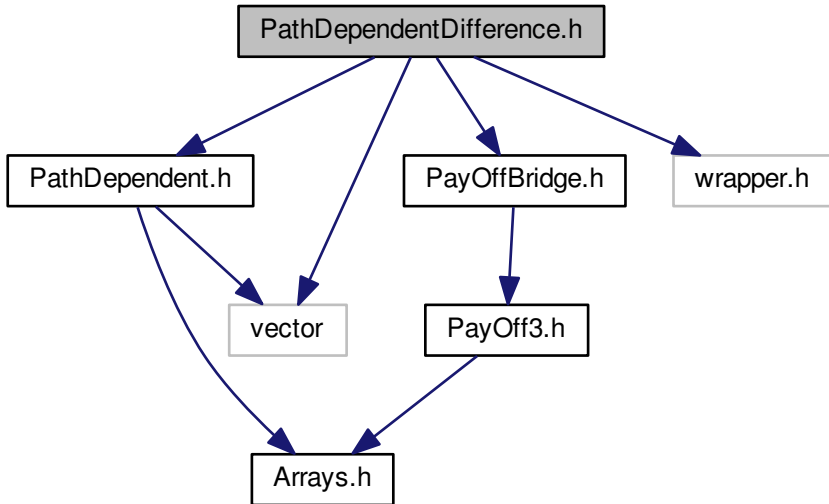 PathDependentDifference.h
PathDependent.h
PayOffBridge.h
wrapper.h
vector
PayOff3.h
Arrays.h